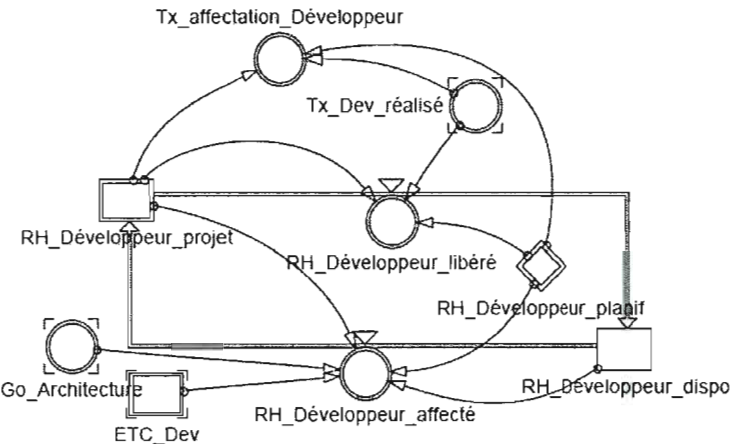 Tx_affectation_Développeur
Tx_Dev_réalisé
RH_Développeur_projet
RH_Développeur_libéré
RH_Développeur_planif
Go_Architecture
RH_Développeur_dispo
RH_Développeur_affecté
ETC_Dev